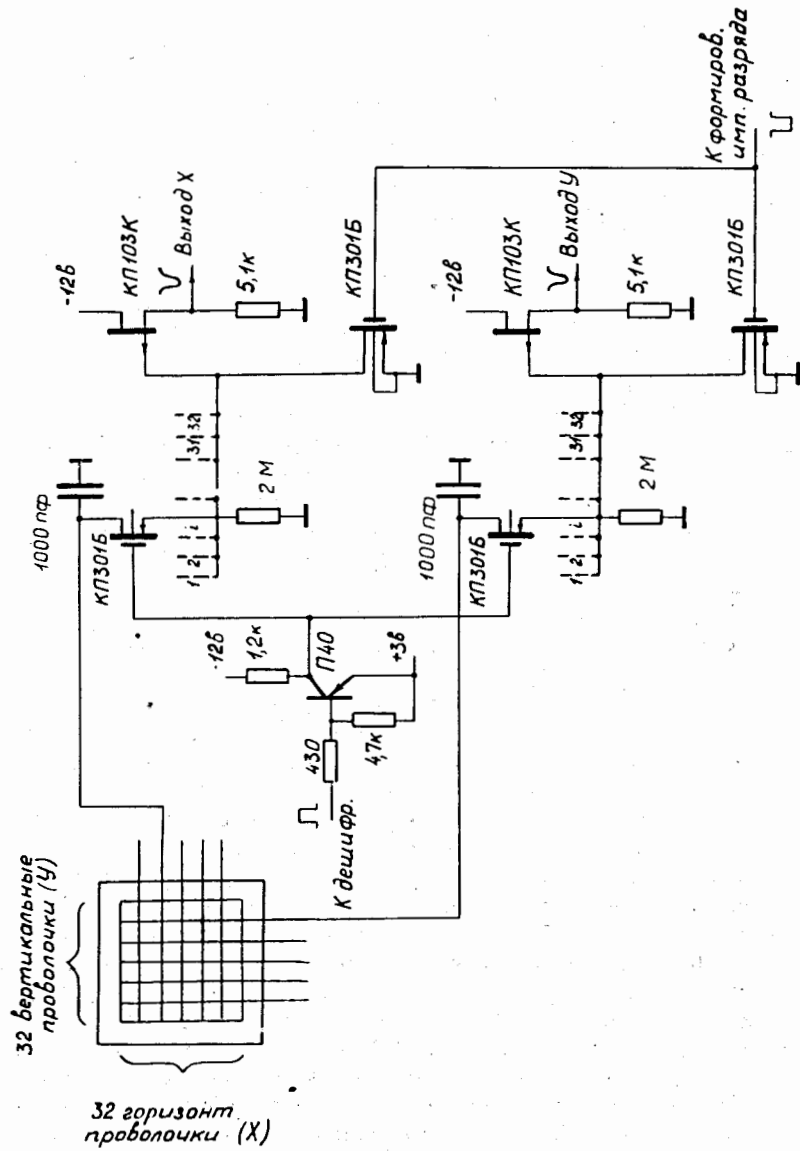 32 вертикальные
проволочки (У)
32 горизонт
проволочки (X)
1000 пф
КП301Б
1 2 i 31 32
2 М
-12в
КП103К
Выход X
5,1к
КП301Б
-12в
1,2к
П40
+3в
430
4,7к
К дешифр.
1000 пф
КП301Б
1 2 i 31 32
2 М
-12в
КП103К
Выход У
5,1к
КП301Б
К формиров.
имп. разряда